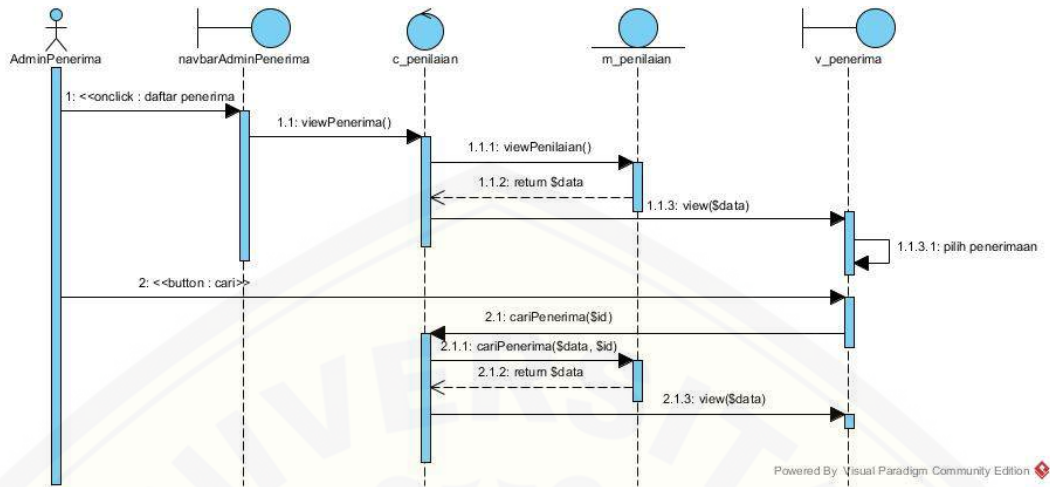 AdminPenerima
navbarAdminPenerima
c_penilaian
m_penilaian
v_penerima
1: <<onclick : daftar penerima
1.1: viewPenerima()
1.1.1: viewPenilaian()
1.1.2: return $data
1.1.3: view($data)
1.1.3.1: pilih penerimaan
2: <<button : cari>>
2.1: cariPenerima($id)
2.1.1: cariPenerima($data, $id)
2.1.2: return $data
2.1.3: view($data)
UNIVERSIT
Powered By Visual Paradigm Community Edition